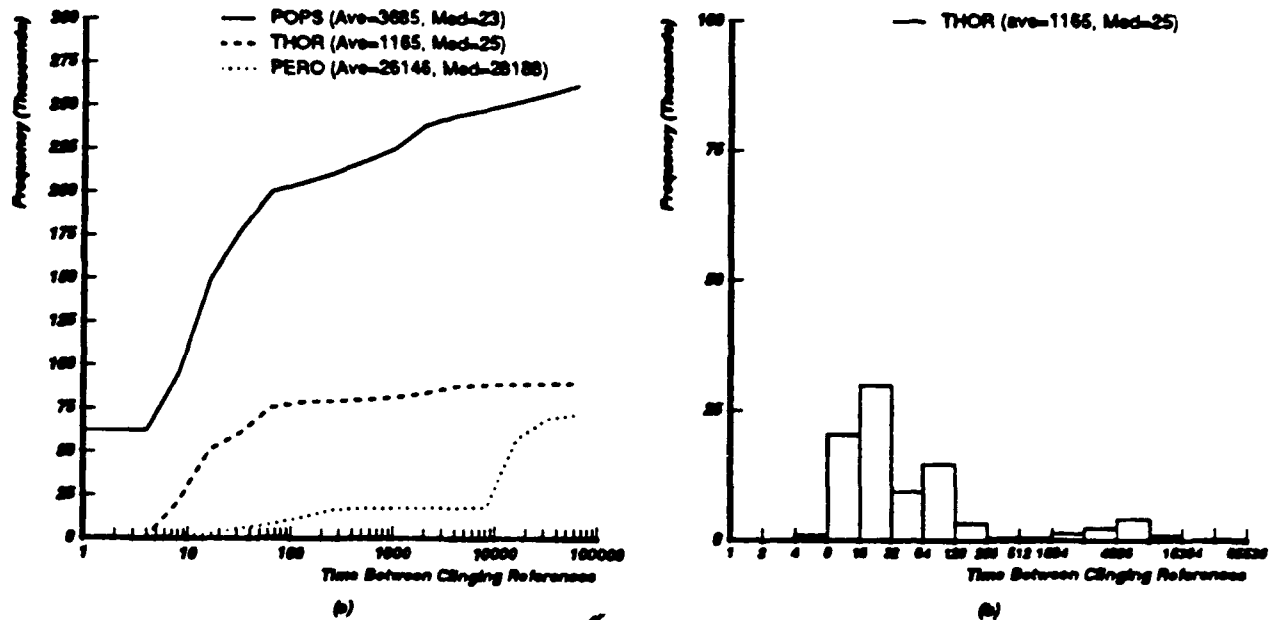 POPS (Ave=3685, Med=23)
THOR (Ave=1165, Med=25)
PERO (Ave=26146, Med=28188)
Frequency (Thousands)
300
275
250
225
200
175
150
125
100
75
50
25
0
1 10 100 1000 10000 100000
Time Between Clinging References
(a)
THOR (ave=1165, Med=25)
Frequency (Thousands)
100
75
50
25
0
1 2 4 8 16 32 64 128 256 512 1024 4096 16384 65536
Time Between Clinging References
(b)